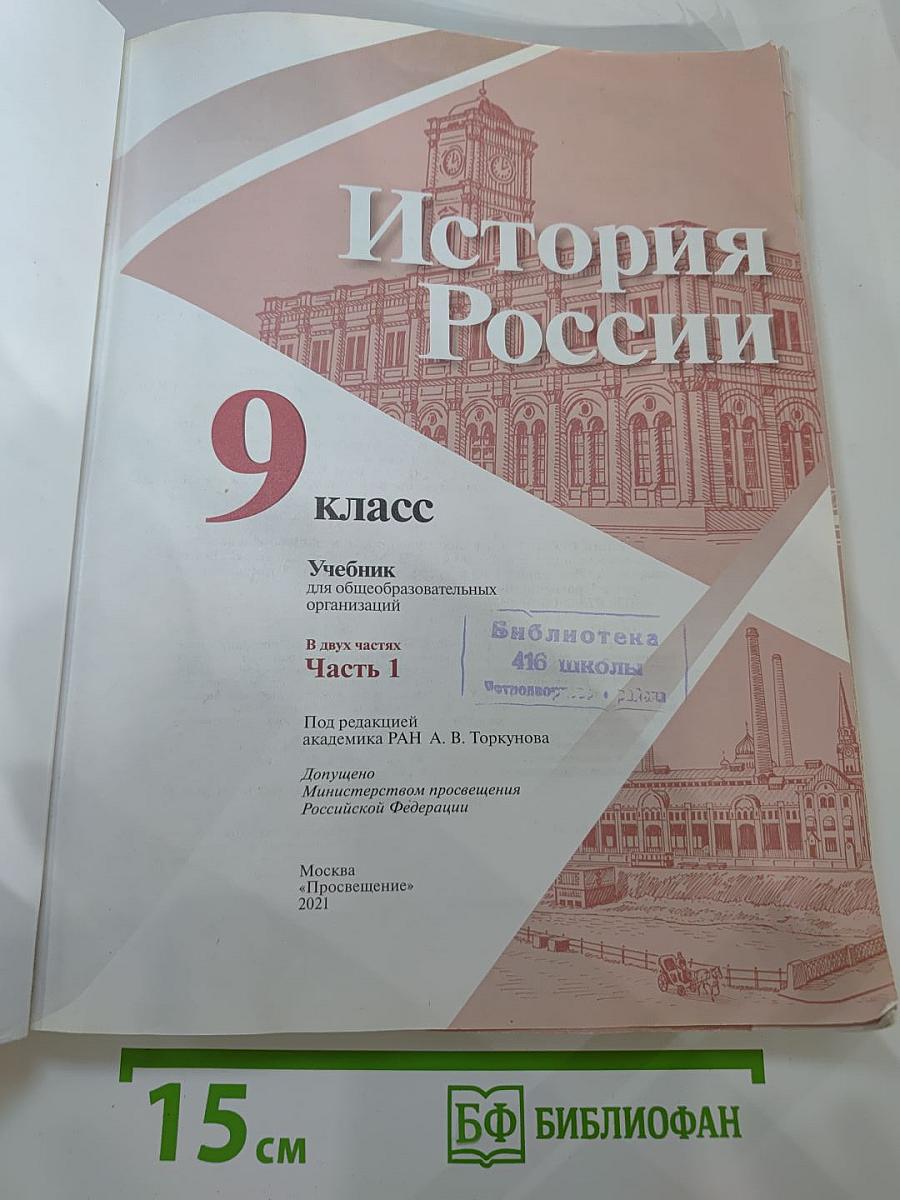 История
России
9
класс
Учебник
для общеобразовательных
организаций
В двух частях
Часть 1
Библиотека
416 школы
района
Под редакцией
академика РАН А. В. Торкунова
Допущено
Министерством просвещения
Российской Федерации
Москва
«Просвещение»
2021
15 см
БФ БИБЛИОФАН